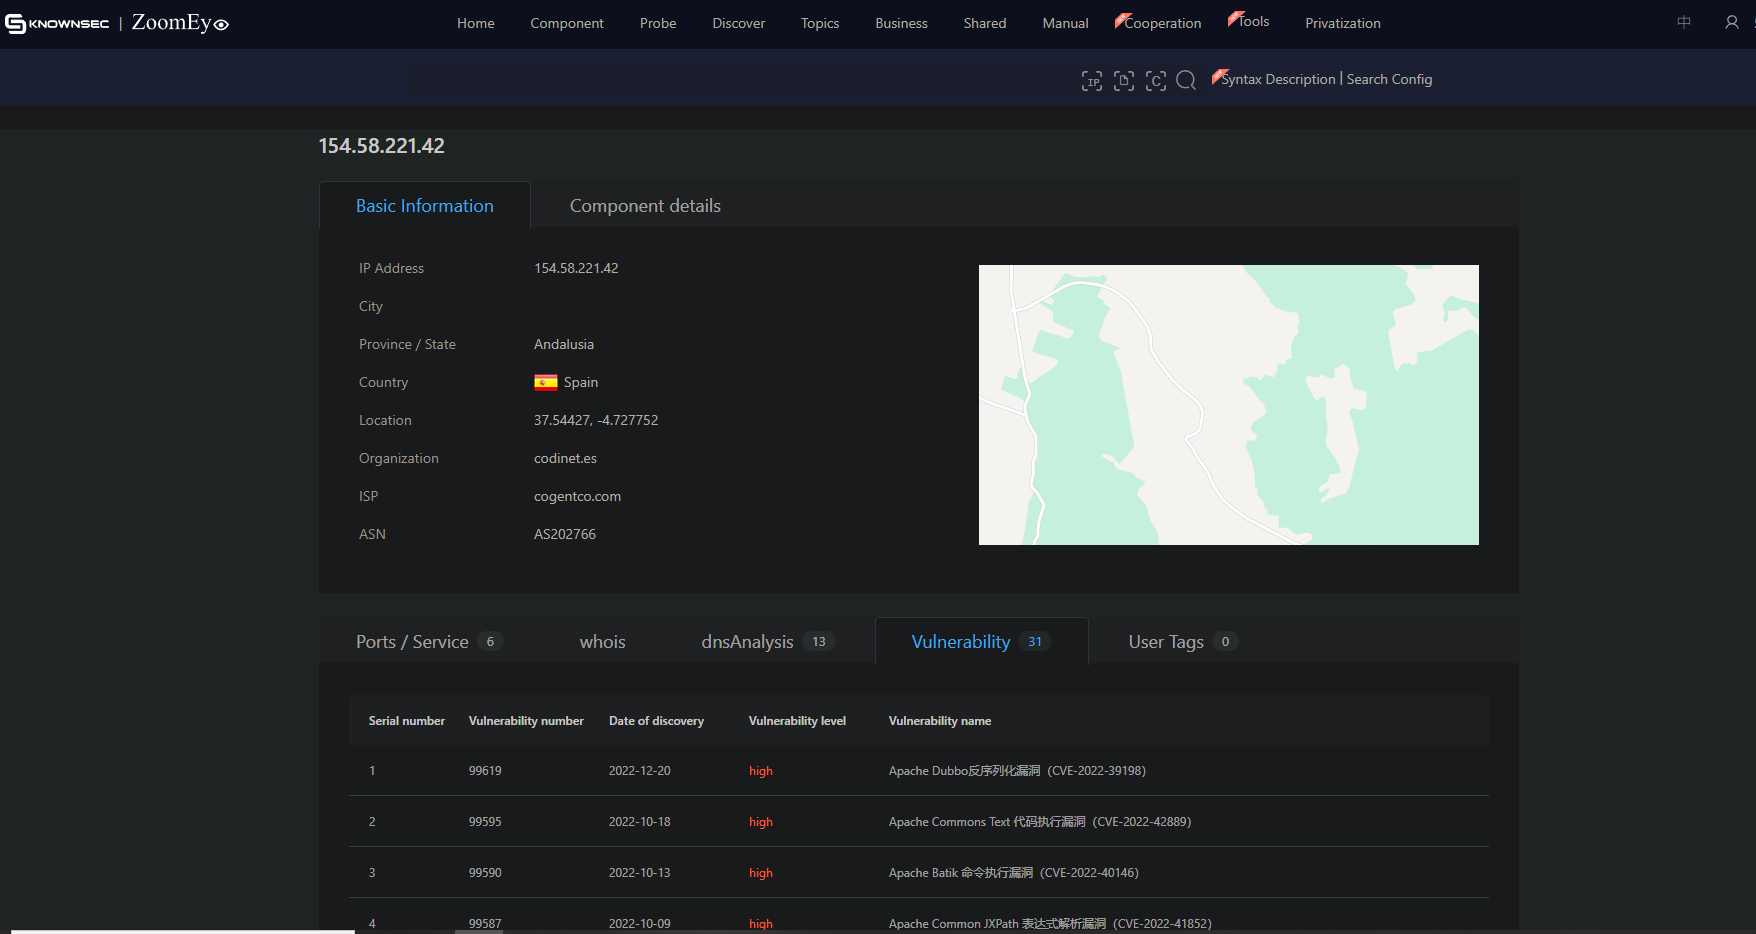 KNOWNSEC | ZoomEye
Home Component Probe Discover Topics Business Shared Manual Cooperation Tools Privatization 中
IP D C Syntax Description | Search Config
154.58.221.42
Basic Information Component details
IP Address 154.58.221.42
City
Province / State Andalusia
Country Spain
Location 37.54427, -4.727752
Organization codinet.es
ISP cogentco.com
ASN AS202766
Ports / Service 6 whois dnsAnalysis 13 Vulnerability 31 User Tags 0
Serial number Vulnerability number Date of discovery Vulnerability level Vulnerability name
1 99619 2022-12-20 high Apache Dubbo反序列化漏洞（CVE-2022-39198）
2 99595 2022-10-18 high Apache Commons Text 代码执行漏洞（CVE-2022-42889）
3 99590 2022-10-13 high Apache Batik 命令执行漏洞（CVE-2022-40146）
4 99587 2022-10-09 high Apache Common JXPath 表达式解析漏洞（CVE-2022-41852）